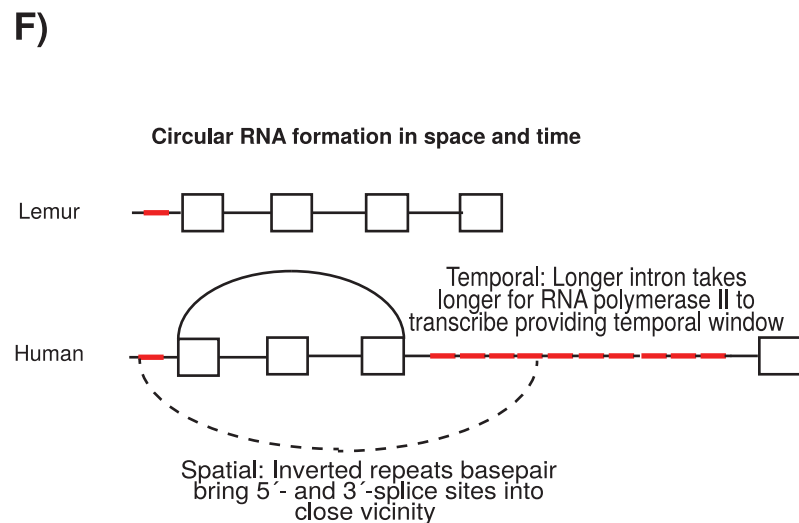 F)
Circular RNA formation in space and time
Lemur
Temporal: Longer intron takes
longer for RNA polymerase II to
transcribe providing temporal window
Human
Spatial: Inverted repeats basepair
bring 5´- and 3´-splice sites into
close vicinity